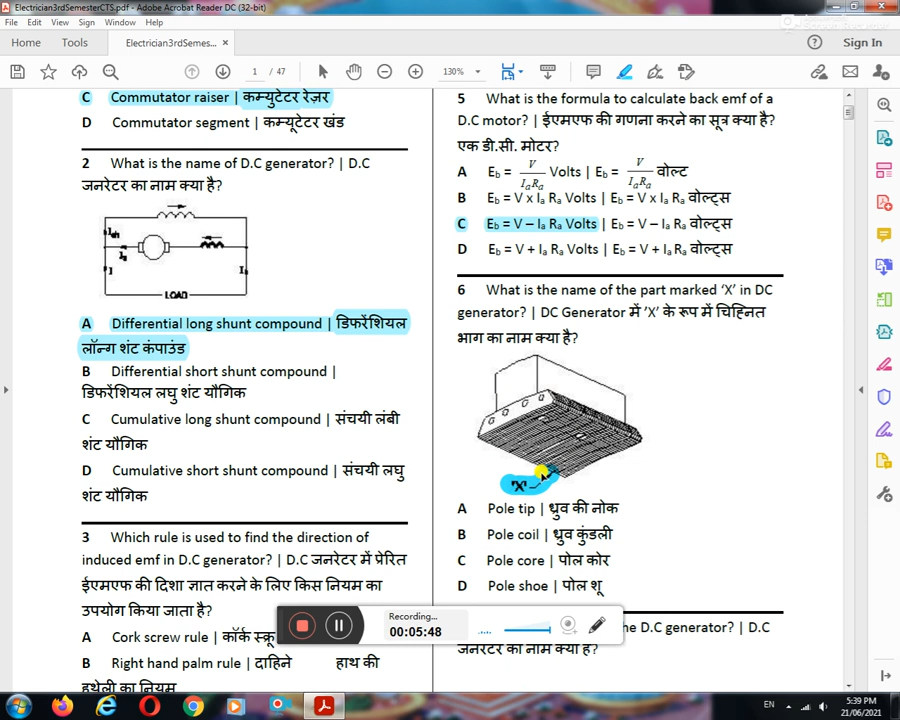 Electrician3rdSemesterCTS.pdf - Adobe Acrobat Reader DC (32-bit)
File Edit View Sign Window Help
Home Tools Electrician3rdSemes... × Sign In
1 / 47 130%
C Commutator raiser | कम्युटेटर रेज़र
D Commutator segment | कम्यूटेटर खंड
2 What is the name of D.C generator? | D.C
जनरेटर का नाम क्या है?
Ish
Ia
I
LOAD
A Differential long shunt compound | डिफरेंशियल
लॉन्ग शंट कंपाउंड
B Differential short shunt compound |
डिफरेंशियल लघु शंट यौगिक
C Cumulative long shunt compound | संचयी लंबी
शंट यौगिक
D Cumulative short shunt compound | संचयी लघु
शंट यौगिक
3 Which rule is used to find the direction of
induced emf in D.C generator? | D.C जनरेटर में प्रेरित
ईएमएफ की दिशा ज्ञात करने के लिए किस नियम का
उपयोग किया जाता है?
A Cork screw rule | कॉर्क स्क्रू
B Right hand palm rule | दाहिने हाथ की
हथेली का नियम
5 What is the formula to calculate back emf of a
D.C motor? | ईएमएफ की गणना करने का सूत्र क्या है?
एक डी.सी. मोटर?
A Eb = V/IaRa Volts | Eb = V/IaRa वोल्ट
B Eb = V x Ia Ra Volts | Eb = V x Ia Ra वोल्ट्स
C Eb = V – Ia Ra Volts | Eb = V – Ia Ra वोल्ट्स
D Eb = V + Ia Ra Volts | Eb = V + Ia Ra वोल्ट्स
6 What is the name of the part marked ‘X’ in DC
generator? | DC Generator में 'X' के रूप में चिह्नित
भाग का नाम क्या है?
'X'
A Pole tip | ध्रुव की नोक
B Pole coil | ध्रुव कुंडली
C Pole core | पोल कोर
D Pole shoe | पोल शू
he D.C generator? | D.C
जनरेटर का नाम क्या है?
Recording...
00:05:48
EN 5:39 PM
21/06/2021